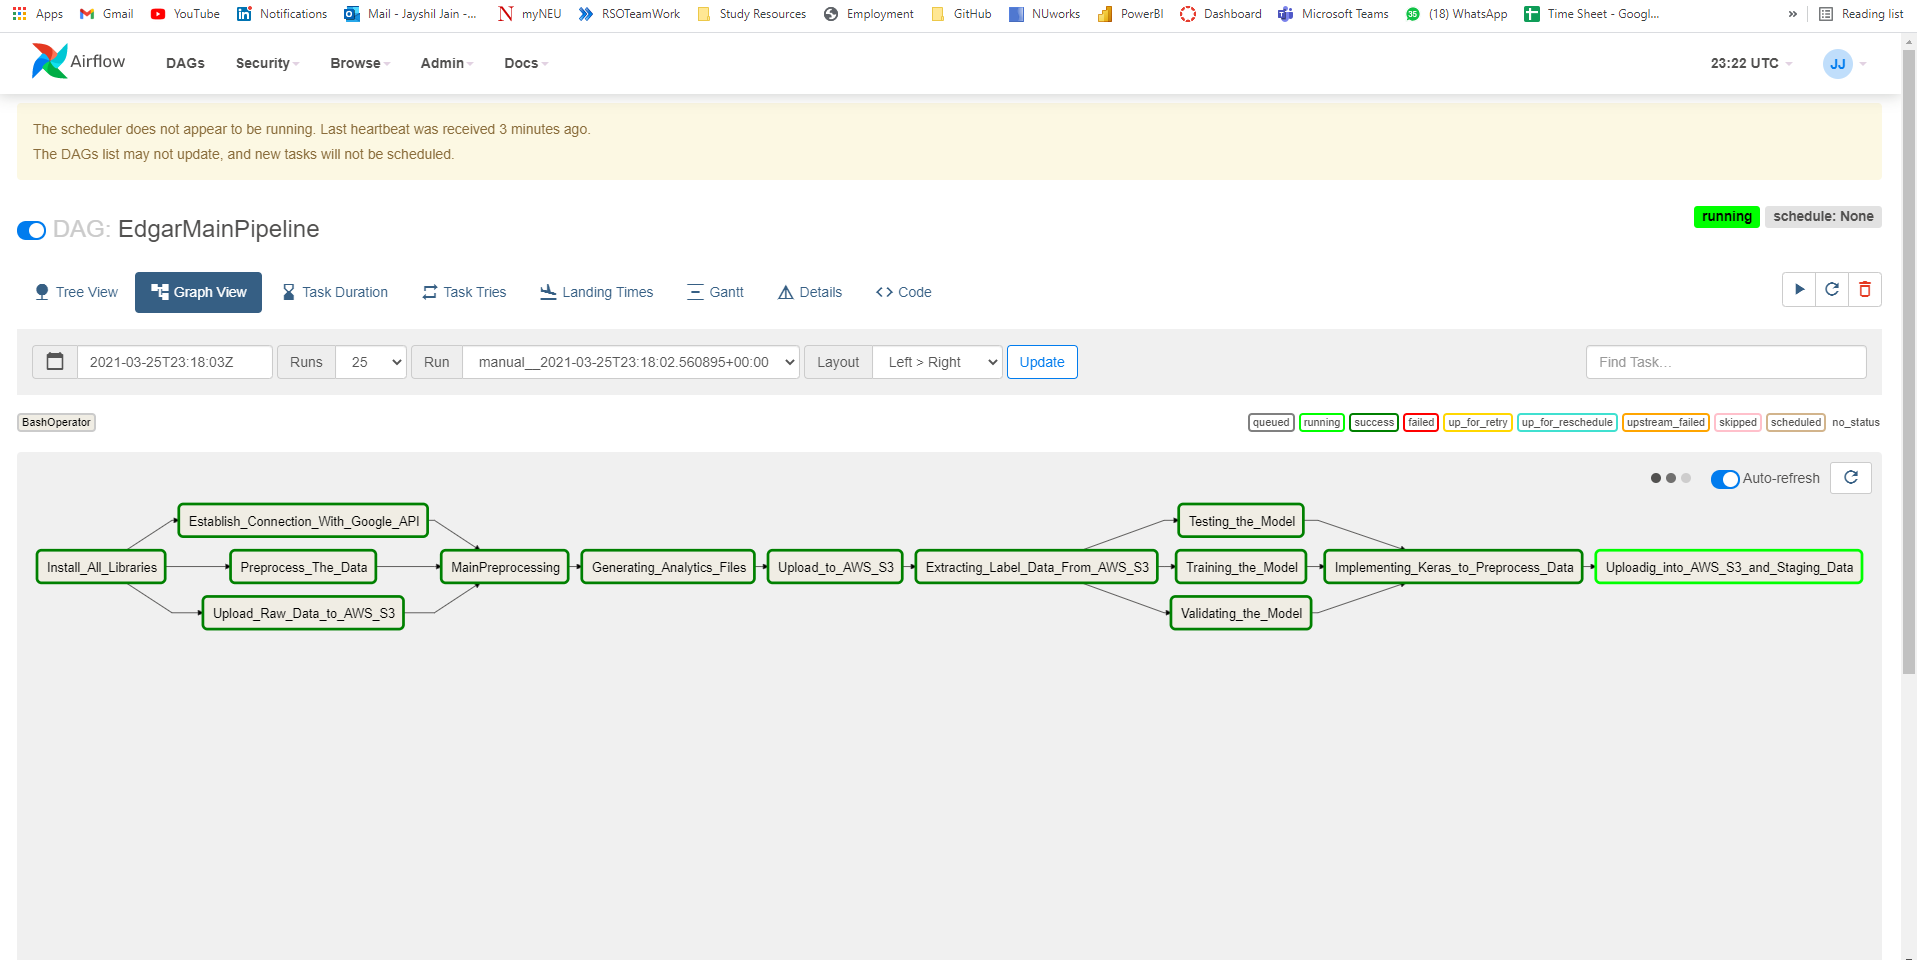 Apps Gmail YouTube Notifications Mail - Jayshil Jain -... myNEU RSOTeamWork Study Resources Employment GitHub NUworks PowerBI Dashboard Microsoft Teams 35 (18) WhatsApp Time Sheet - Googl... » Reading list
Airflow DAGs Security Browse Admin Docs 23:22 UTC JJ
The scheduler does not appear to be running. Last heartbeat was received 3 minutes ago.
The DAGs list may not update, and new tasks will not be scheduled.
running schedule: None
DAG: EdgarMainPipeline
Tree View Graph View Task Duration Task Tries Landing Times Gantt Details <> Code
2021-03-25T23:18:03Z Runs 25 Run manual__2021-03-25T23:18:02.560895+00:00 Layout Left > Right Update Find Task...
BashOperator queued running success failed up_for_retry up_for_reschedule upstream_failed skipped scheduled no_status
Auto-refresh
Establish_Connection_With_Google_API Testing_the_Model
Install_All_Libraries Preprocess_The_Data MainPreprocessing Generating_Analytics_Files Upload_to_AWS_S3 Extracting_Label_Data_From_AWS_S3 Training_the_Model Implementing_Keras_to_Preprocess_Data Uploadig_into_AWS_S3_and_Staging_Data
Upload_Raw_Data_to_AWS_S3 Validating_the_Model